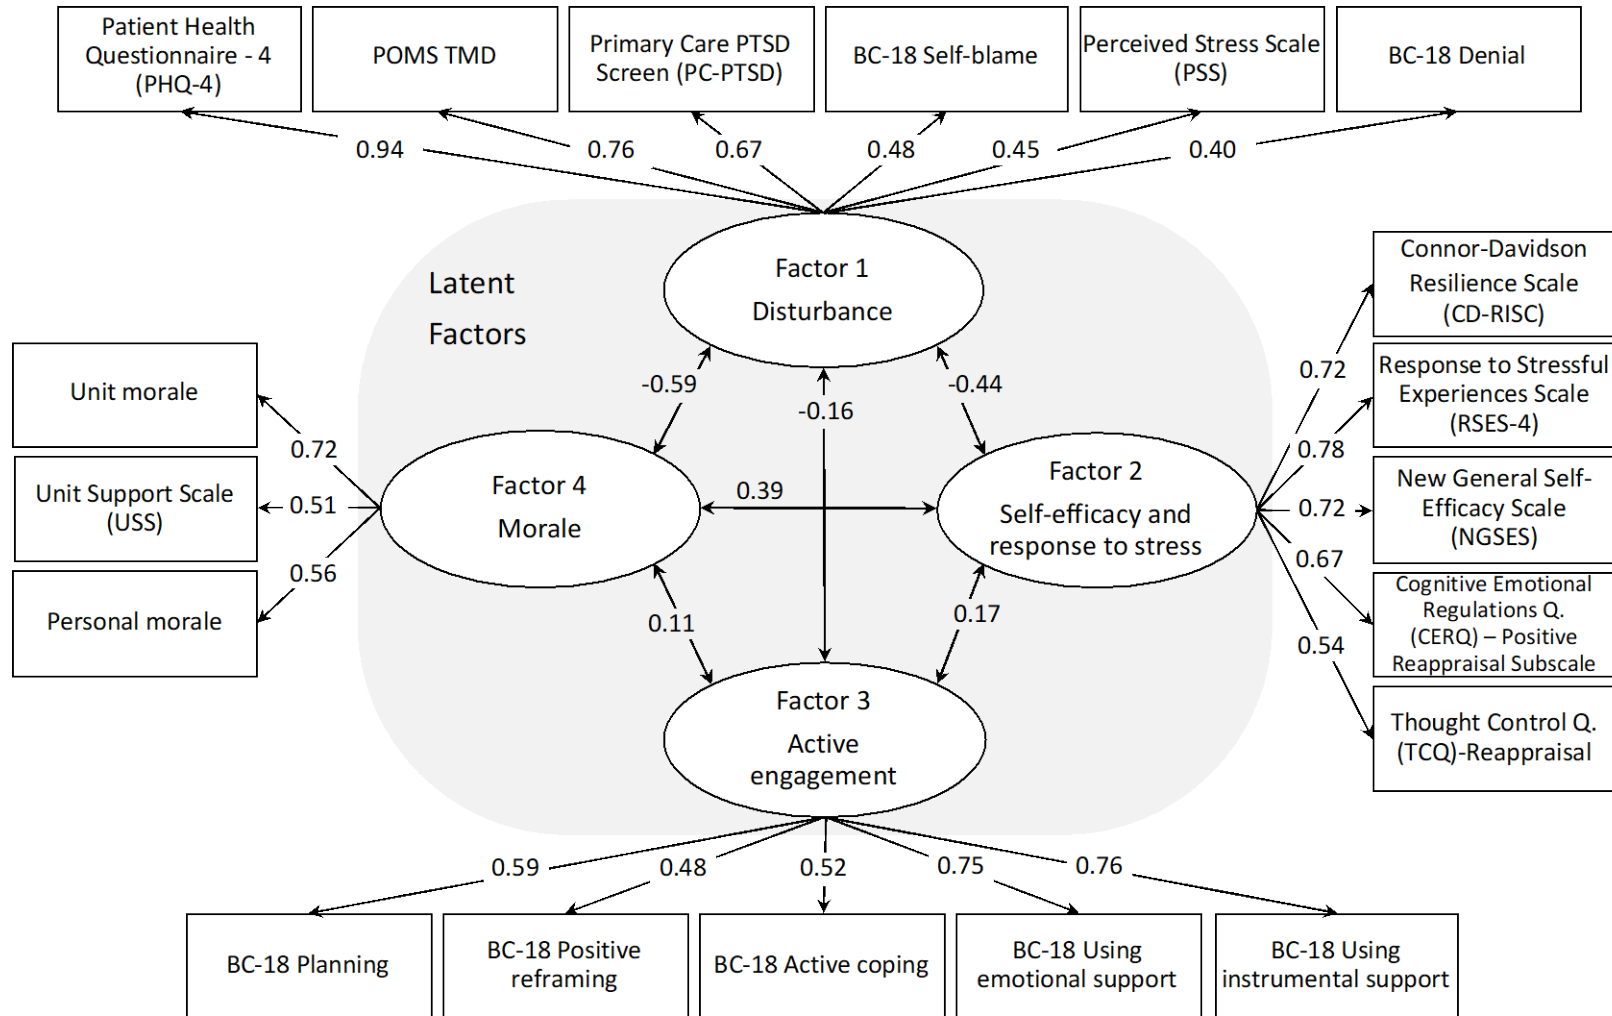 Patient Health
Questionnaire - 4
(PHQ-4)
POMS TMD
Primary Care PTSD
Screen (PC-PTSD)
BC-18 Self-blame
Perceived Stress Scale
(PSS)
BC-18 Denial
0.94
0.76
0.67
0.48
0.45
0.40
Latent
Factors
Factor 1
Disturbance
-0.59
-0.16
-0.44
Unit morale
Unit Support Scale
(USS)
Personal morale
0.72
0.51
0.56
Factor 4
Morale
0.39
Factor 2
Self-efficacy and
response to stress
0.72
0.78
0.72
0.67
0.54
Connor-Davidson
Resilience Scale
(CD-RISC)
Response to Stressful
Experiences Scale
(RSES-4)
New General Self-
Efficacy Scale
(NGSES)
Cognitive Emotional
Regulations Q.
(CERQ) – Positive
Reappraisal Subscale
Thought Control Q.
(TCQ)-Reappraisal
0.11
0.17
Factor 3
Active
engagement
0.59
0.48
0.52
0.75
0.76
BC-18 Planning
BC-18 Positive
reframing
BC-18 Active coping
BC-18 Using
emotional support
BC-18 Using
instrumental support